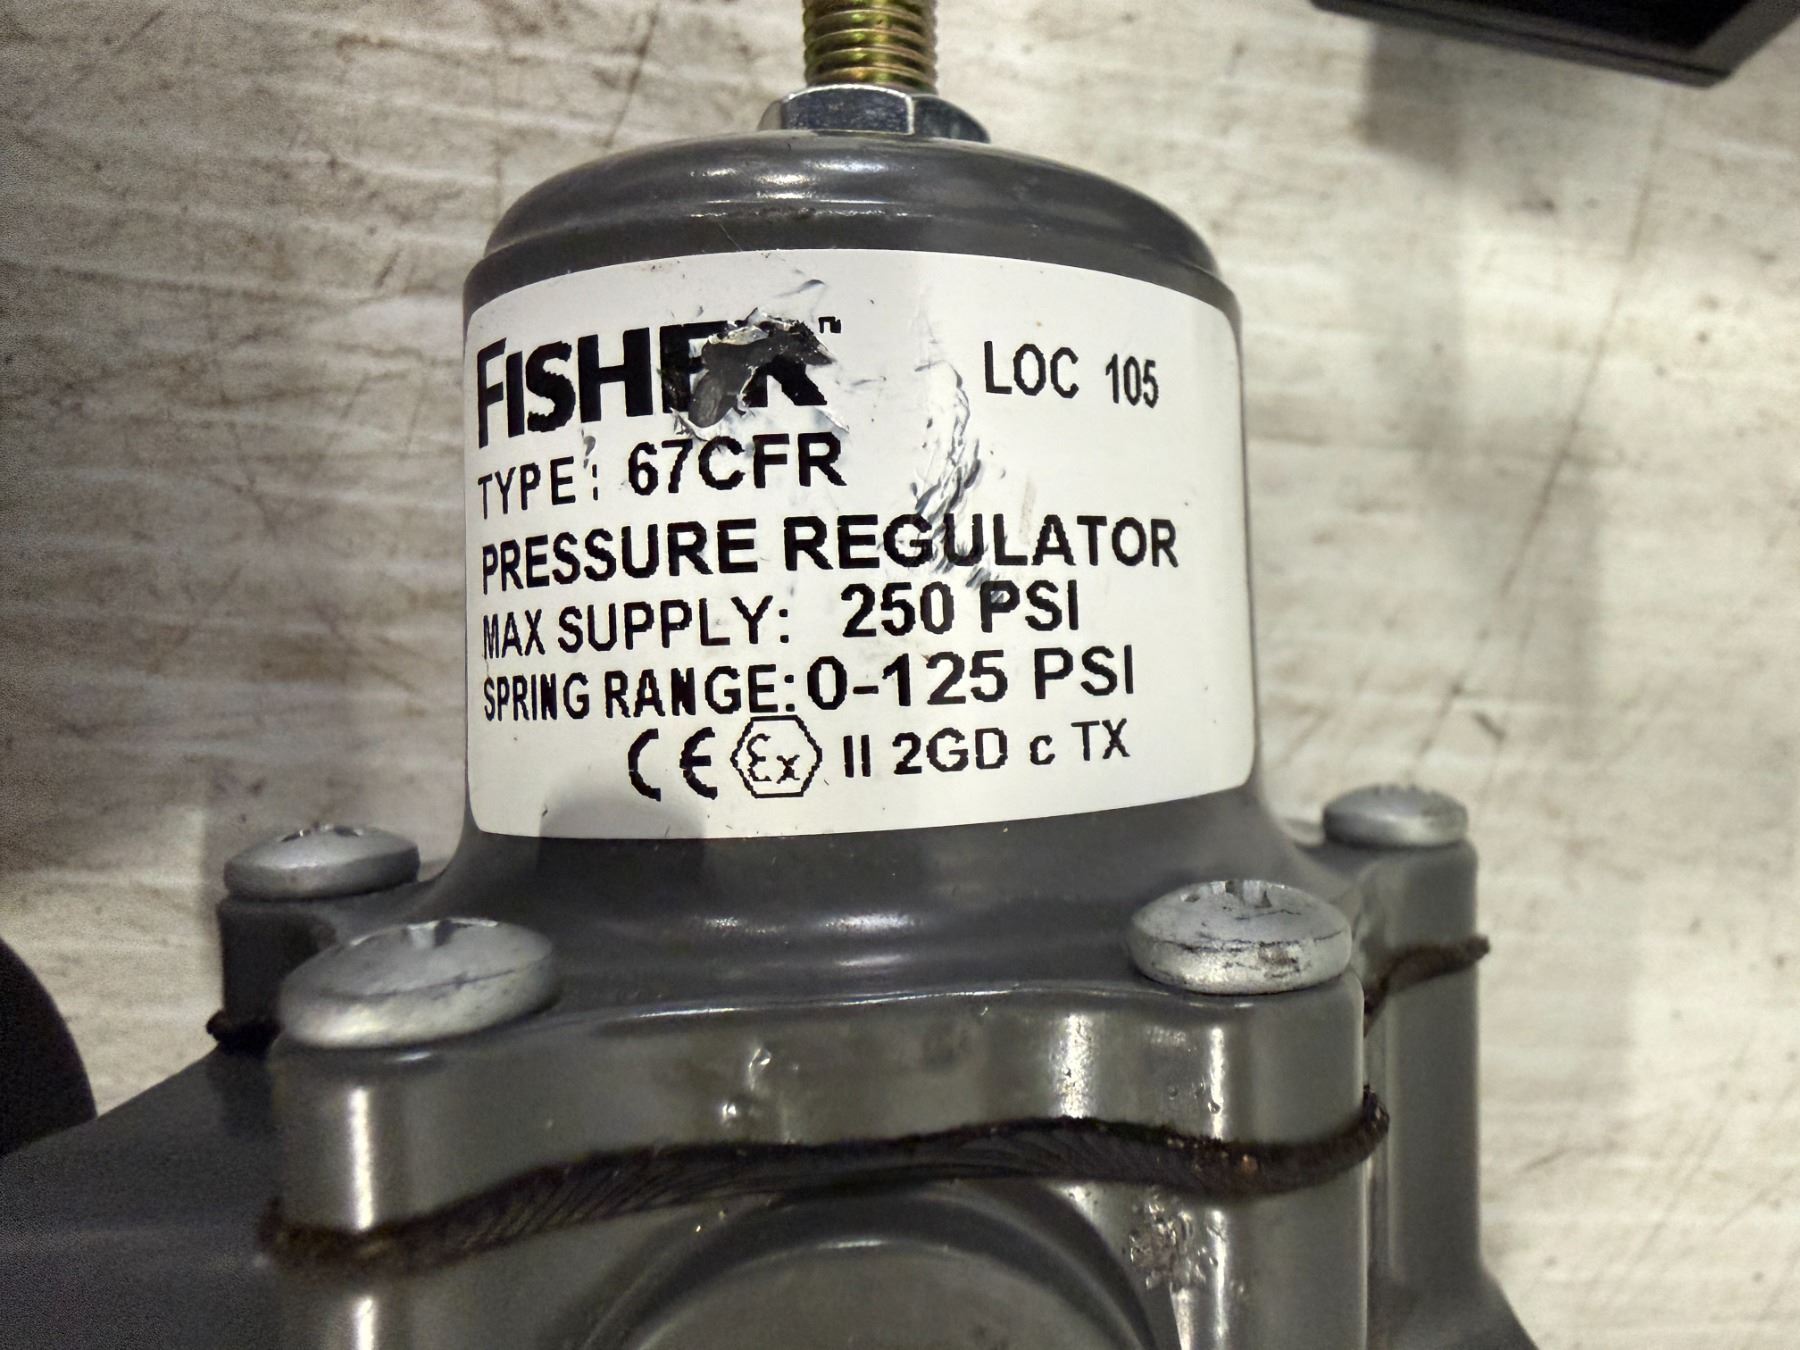 FISHER™ LOC 105
TYPE: 67CFR
PRESSURE REGULATOR
MAX SUPPLY: 250 PSI
SPRING RANGE: 0-125 PSI
CE Ex II 2GD c TX